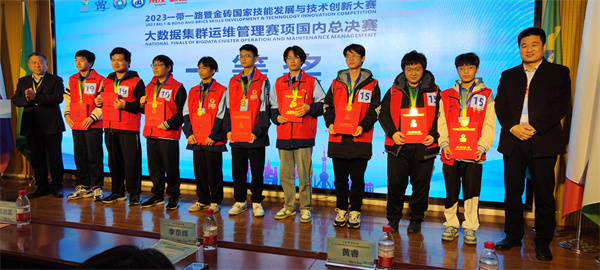 2023一带一路暨金砖国家技能发展与技术创新大赛
2023 BELT & ROAD AND BRICS SKILLS DEVELOPMENT & TECHNOLOGY INNOVATION COMPETITION
大数据集群运维管理赛项国内总决赛
NATIONAL FINALS OF BIGDATA CLUSTER OPERATION AND MAINTENANCE MANAGEMENT
一等奖
19
19
15
15
李京辉
黄睿